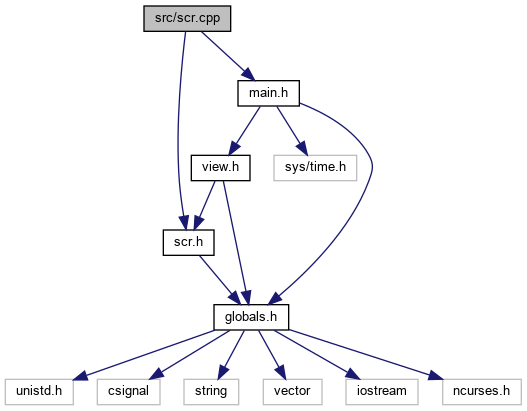 src/scr.cpp
main.h
view.h
sys/time.h
scr.h
globals.h
unistd.h
csignal
string
vector
iostream
ncurses.h